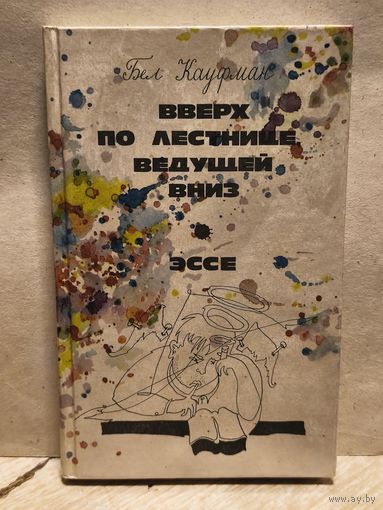 Бел Кауфман
ВВЕРХ
ПО ЛЕСТНИЦЕ
ВЕДУЩЕЙ
ВНИЗ
ЭССЕ
www.ay.by